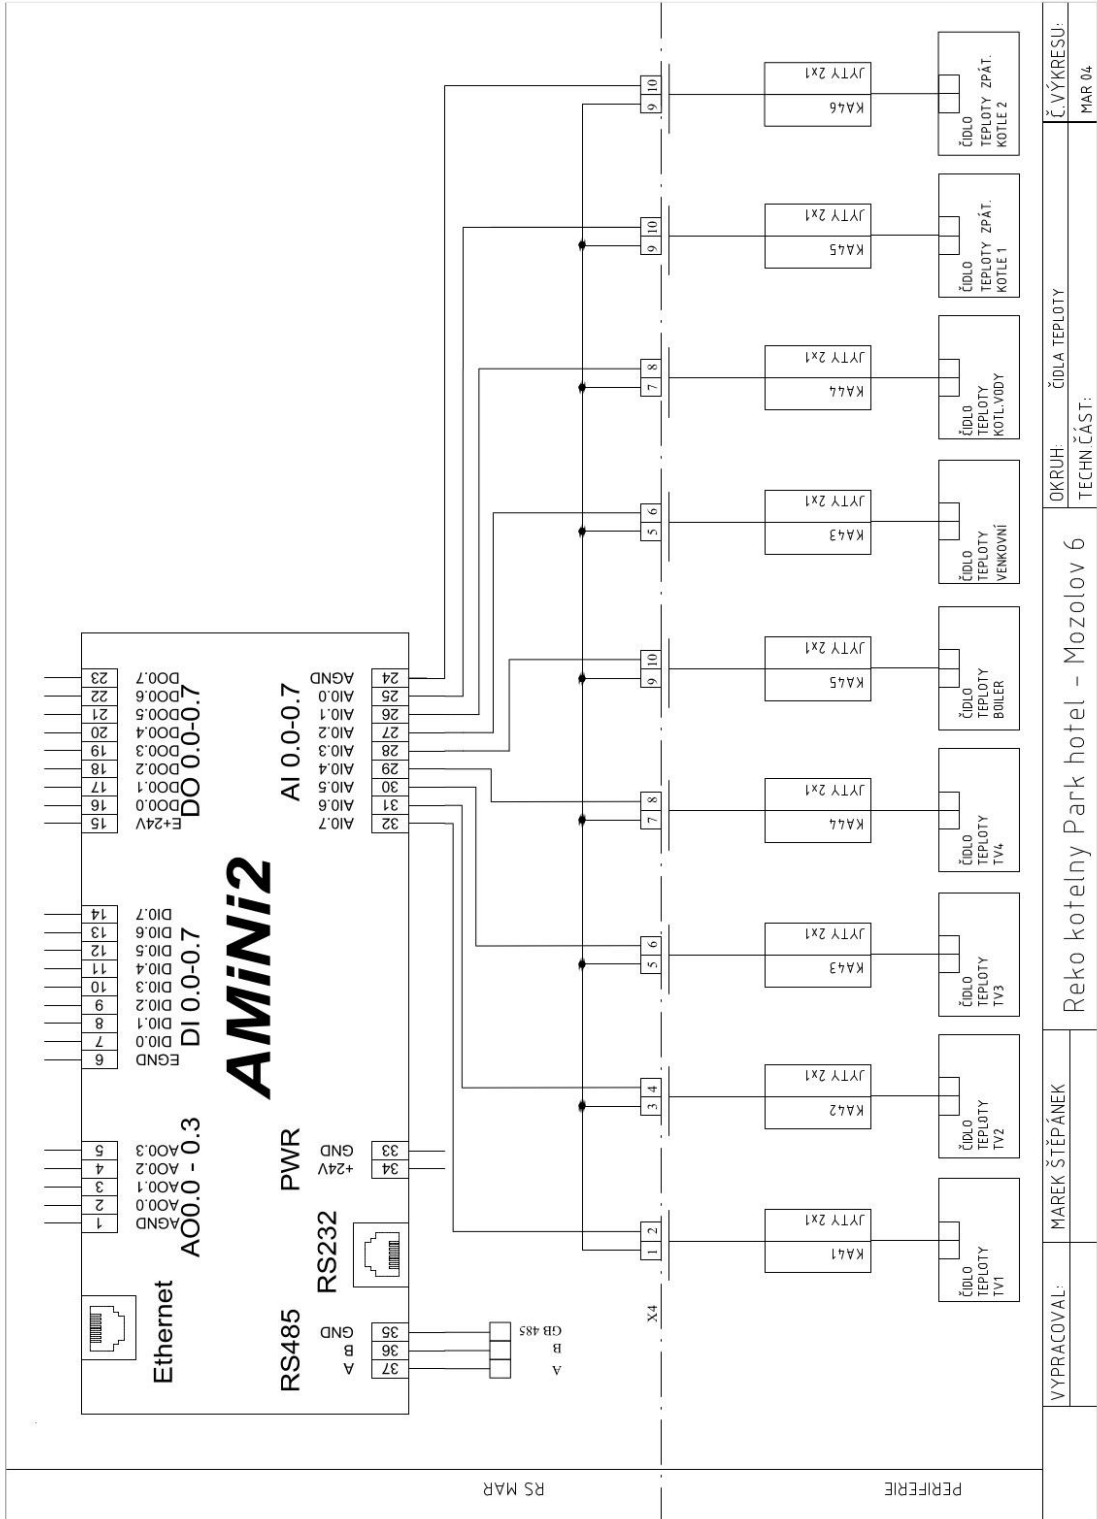 Ethernet
AO0.0 - 0.3
1 AGND
2 AO0.0
3 AO0.1
4 AO0.2
5 AO0.3
DI 0.0-0.7
6 EGND
7 DI0.0
8 DI0.1
9 DI0.2
10 DI0.3
11 DI0.4
12 DI0.5
13 DI0.6
14 DI0.7
DO 0.0-0.7
15 E+24V
16 DO0.0
17 DO0.1
18 DO0.2
19 DO0.3
20 DO0.4
21 DO0.5
22 DO0.6
23 DO0.7
AMiNi2
RS485
37 A
36 B
35 GND
RS232
PWR
34 +24V
33 GND
AI 0.0-0.7
32 AI0.7
31 AI0.6
30 AI0.5
29 AI0.4
28 AI0.3
27 AI0.2
26 AI0.1
25 AI0.0
24 AGND
A
B
GB 485
RS MAR
X4
1 2
3 4
5 6
7 8
9 10
5 6
7 8
9 10
9 10
PERIFERIE
KA41
JYTY 2x1
KA42
JYTY 2x1
KA43
JYTY 2x1
KA44
JYTY 2x1
KA45
JYTY 2x1
KA43
JYTY 2x1
KA44
JYTY 2x1
KA45
JYTY 2x1
KA46
JYTY 2x1
ČIDLO
TEPLOTY
TV1
ČIDLO
TEPLOTY
TV2
ČIDLO
TEPLOTY
TV3
ČIDLO
TEPLOTY
TV4
ČIDLO
TEPLOTY
BOILER
ČIDLO
TEPLOTY
VENKOVNÍ
ČIDLO
TEPLOTY
KOTL.VODY
ČIDLO
TEPLOTY ZPÁT.
KOTLE 1
ČIDLO
TEPLOTY ZPÁT.
KOTLE 2
VYPRACOVAL:
MAREK ŠTĚPÁNEK
Reko kotelny Park hotel - Mozolov 6
OKRUH:
ČIDLA TEPLOTY
TECHN.ČÁST:
Č.VÝKRESU:
MAR 04